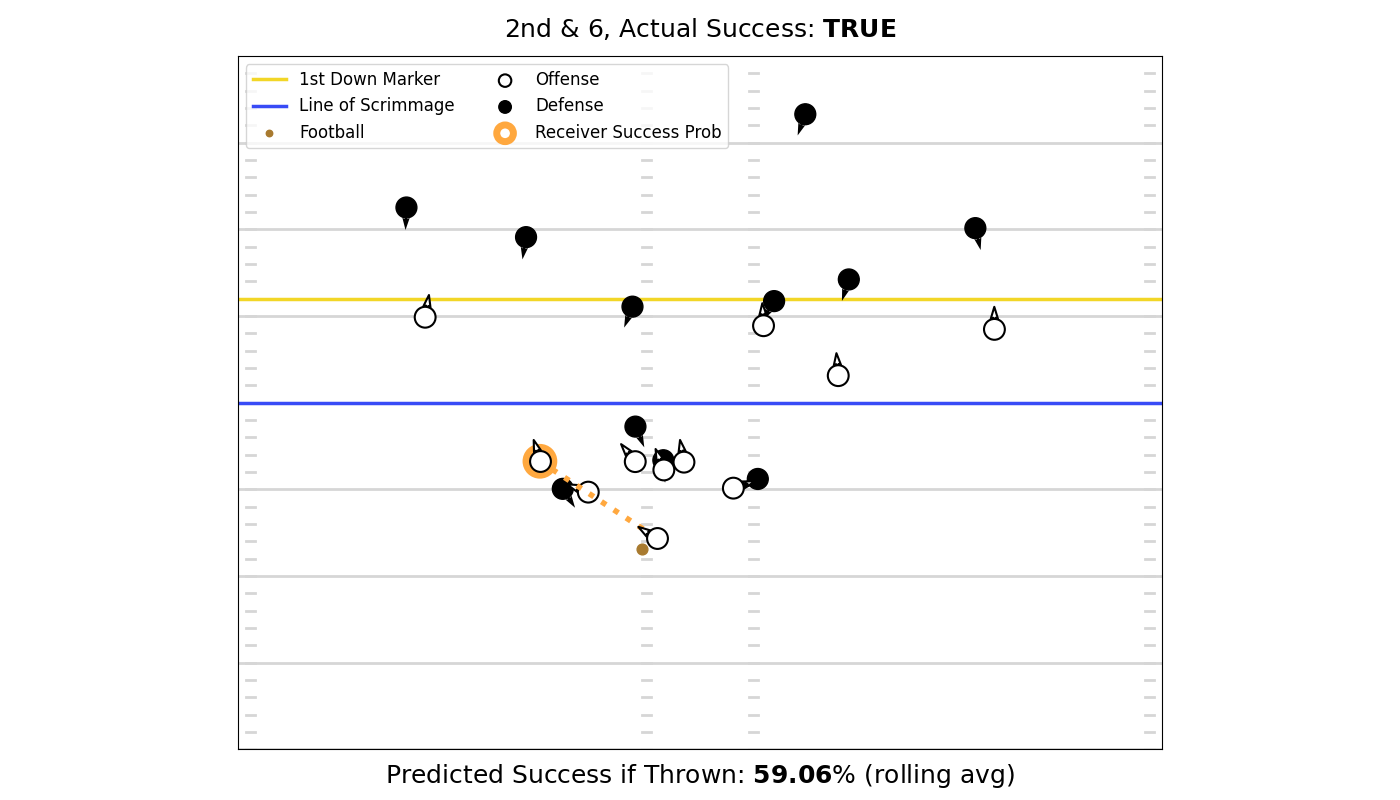 2nd & 6, Actual Success: TRUE
1st Down Marker
Line of Scrimmage
Football
Offense
Defense
Receiver Success Prob
Predicted Success if Thrown: 59.06% (rolling avg)